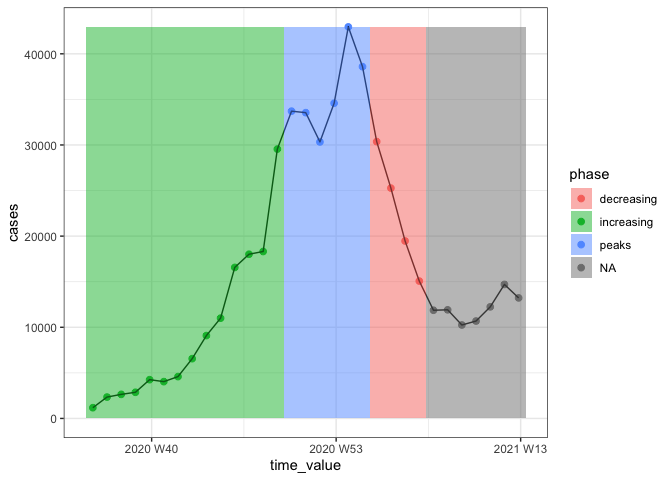 40000
30000
20000
10000
0
cases
2020 W40
2020 W53
2021 W13
time_value
phase
decreasing
increasing
peaks
NA